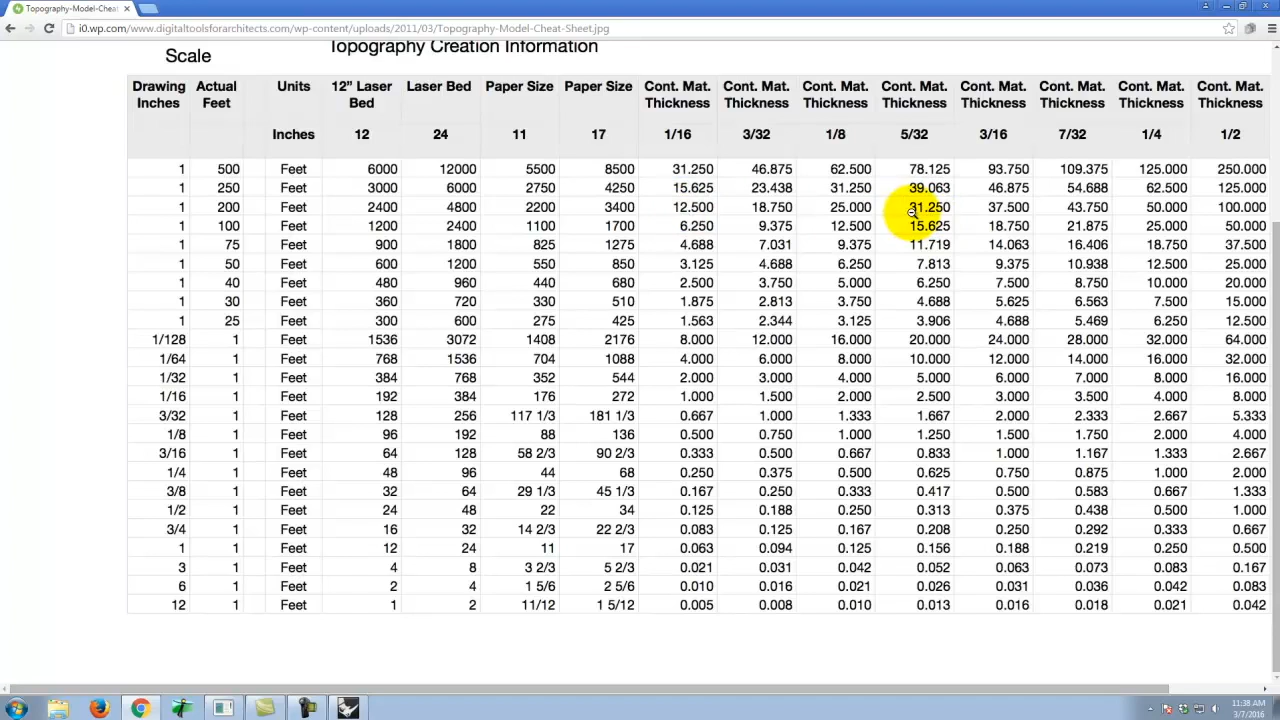 Topography-Model-Cheat-S
i0.wp.com/www.digitaltoolsforarchitects.com/wp-content/uploads/2011/03/Topography-Model-Cheat-Sheet.jpg
Scale Topography Creation Information
Drawing Inches Actual Feet Units 12” Laser Bed Laser Bed Paper Size Paper Size Cont. Mat. Thickness Cont. Mat. Thickness Cont. Mat. Thickness Cont. Mat. Thickness Cont. Mat. Thickness Cont. Mat. Thickness Cont. Mat. Thickness Cont. Mat. Thickness
Inches 12 24 11 17 1/16 3/32 1/8 5/32 3/16 7/32 1/4 1/2
1 500 Feet 6000 12000 5500 8500 31.250 46.875 62.500 78.125 93.750 109.375 125.000 250.000
1 250 Feet 3000 6000 2750 4250 15.625 23.438 31.250 39.063 46.875 54.688 62.500 125.000
1 200 Feet 2400 4800 2200 3400 12.500 18.750 25.000 31.250 37.500 43.750 50.000 100.000
1 100 Feet 1200 2400 1100 1700 6.250 9.375 12.500 15.625 18.750 21.875 25.000 50.000
1 75 Feet 900 1800 825 1275 4.688 7.031 9.375 11.719 14.063 16.406 18.750 37.500
1 50 Feet 600 1200 550 850 3.125 4.688 6.250 7.813 9.375 10.938 12.500 25.000
1 40 Feet 480 960 440 680 2.500 3.750 5.000 6.250 7.500 8.750 10.000 20.000
1 30 Feet 360 720 330 510 1.875 2.813 3.750 4.688 5.625 6.563 7.500 15.000
1 25 Feet 300 600 275 425 1.563 2.344 3.125 3.906 4.688 5.469 6.250 12.500
1/128 1 Feet 1536 3072 1408 2176 8.000 12.000 16.000 20.000 24.000 28.000 32.000 64.000
1/64 1 Feet 768 1536 704 1088 4.000 6.000 8.000 10.000 12.000 14.000 16.000 32.000
1/32 1 Feet 384 768 352 544 2.000 3.000 4.000 5.000 6.000 7.000 8.000 16.000
1/16 1 Feet 192 384 176 272 1.000 1.500 2.000 2.500 3.000 3.500 4.000 8.000
3/32 1 Feet 128 256 117 1/3 181 1/3 0.667 1.000 1.333 1.667 2.000 2.333 2.667 5.333
1/8 1 Feet 96 192 88 136 0.500 0.750 1.000 1.250 1.500 1.750 2.000 4.000
3/16 1 Feet 64 128 58 2/3 90 2/3 0.333 0.500 0.667 0.833 1.000 1.167 1.333 2.667
1/4 1 Feet 48 96 44 68 0.250 0.375 0.500 0.625 0.750 0.875 1.000 2.000
3/8 1 Feet 32 64 29 1/3 45 1/3 0.167 0.250 0.333 0.417 0.500 0.583 0.667 1.333
1/2 1 Feet 24 48 22 34 0.125 0.188 0.250 0.313 0.375 0.438 0.500 1.000
3/4 1 Feet 16 32 14 2/3 22 2/3 0.083 0.125 0.167 0.208 0.250 0.292 0.333 0.667
1 1 Feet 12 24 11 17 0.063 0.094 0.125 0.156 0.188 0.219 0.250 0.500
3 1 Feet 4 8 3 2/3 5 2/3 0.021 0.031 0.042 0.052 0.063 0.073 0.083 0.167
6 1 Feet 2 4 1 5/6 2 5/6 0.010 0.016 0.021 0.026 0.031 0.036 0.042 0.083
12 1 Feet 1 2 11/12 1 5/12 0.005 0.008 0.010 0.013 0.016 0.018 0.021 0.042
11:38 AM
3/7/2016